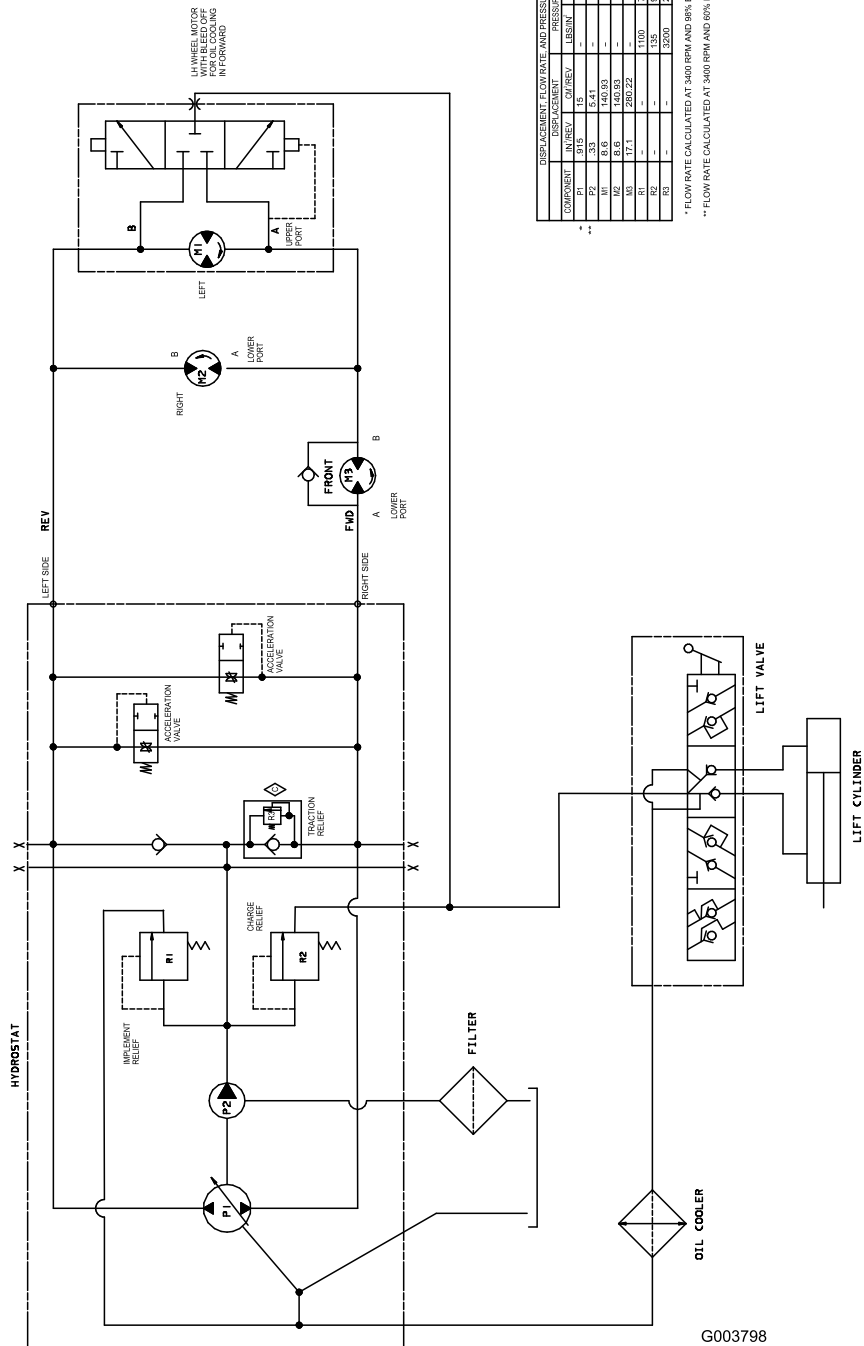 LH WHEEL MOTOR
WITH BLEED OFF
FOR OIL COOLING
IN FORWARD
B
A
UPPER
PORT
M1
LEFT
B
A
LOWER
PORT
M2
RIGHT
FRONT
M3
B
A
LOWER
PORT
REV
FWD
LEFT SIDE
RIGHT SIDE
ACCELERATION
VALVE
ACCELERATION
VALVE
C
R3
TRACTION
RELIEF
CHARGE
RELIEF
R1
R2
IMPLEMENT
RELIEF
HYDROSTAT
P2
P1
FILTER
OIL COOLER
LIFT VALVE
LIFT CYLINDER
DISPLACEMENT, FLOW RATE, AND PRESSU
DISPLACEMENT PRESSUR
COMPONENT IN³/REV CM³/REV LBS/IN²
* P1 .915 15 –
** P2 .33 5.41 –
M1 8.6 140.93 –
M2 8.6 140.93 –
M3 17.1 280.22 –
R1 – – 1100
R2 – – 135
R3 – – 3200
* FLOW RATE CALCULATED AT 3400 RPM AND 98%
** FLOW RATE CALCULATED AT 3400 RPM AND 60%
G003798